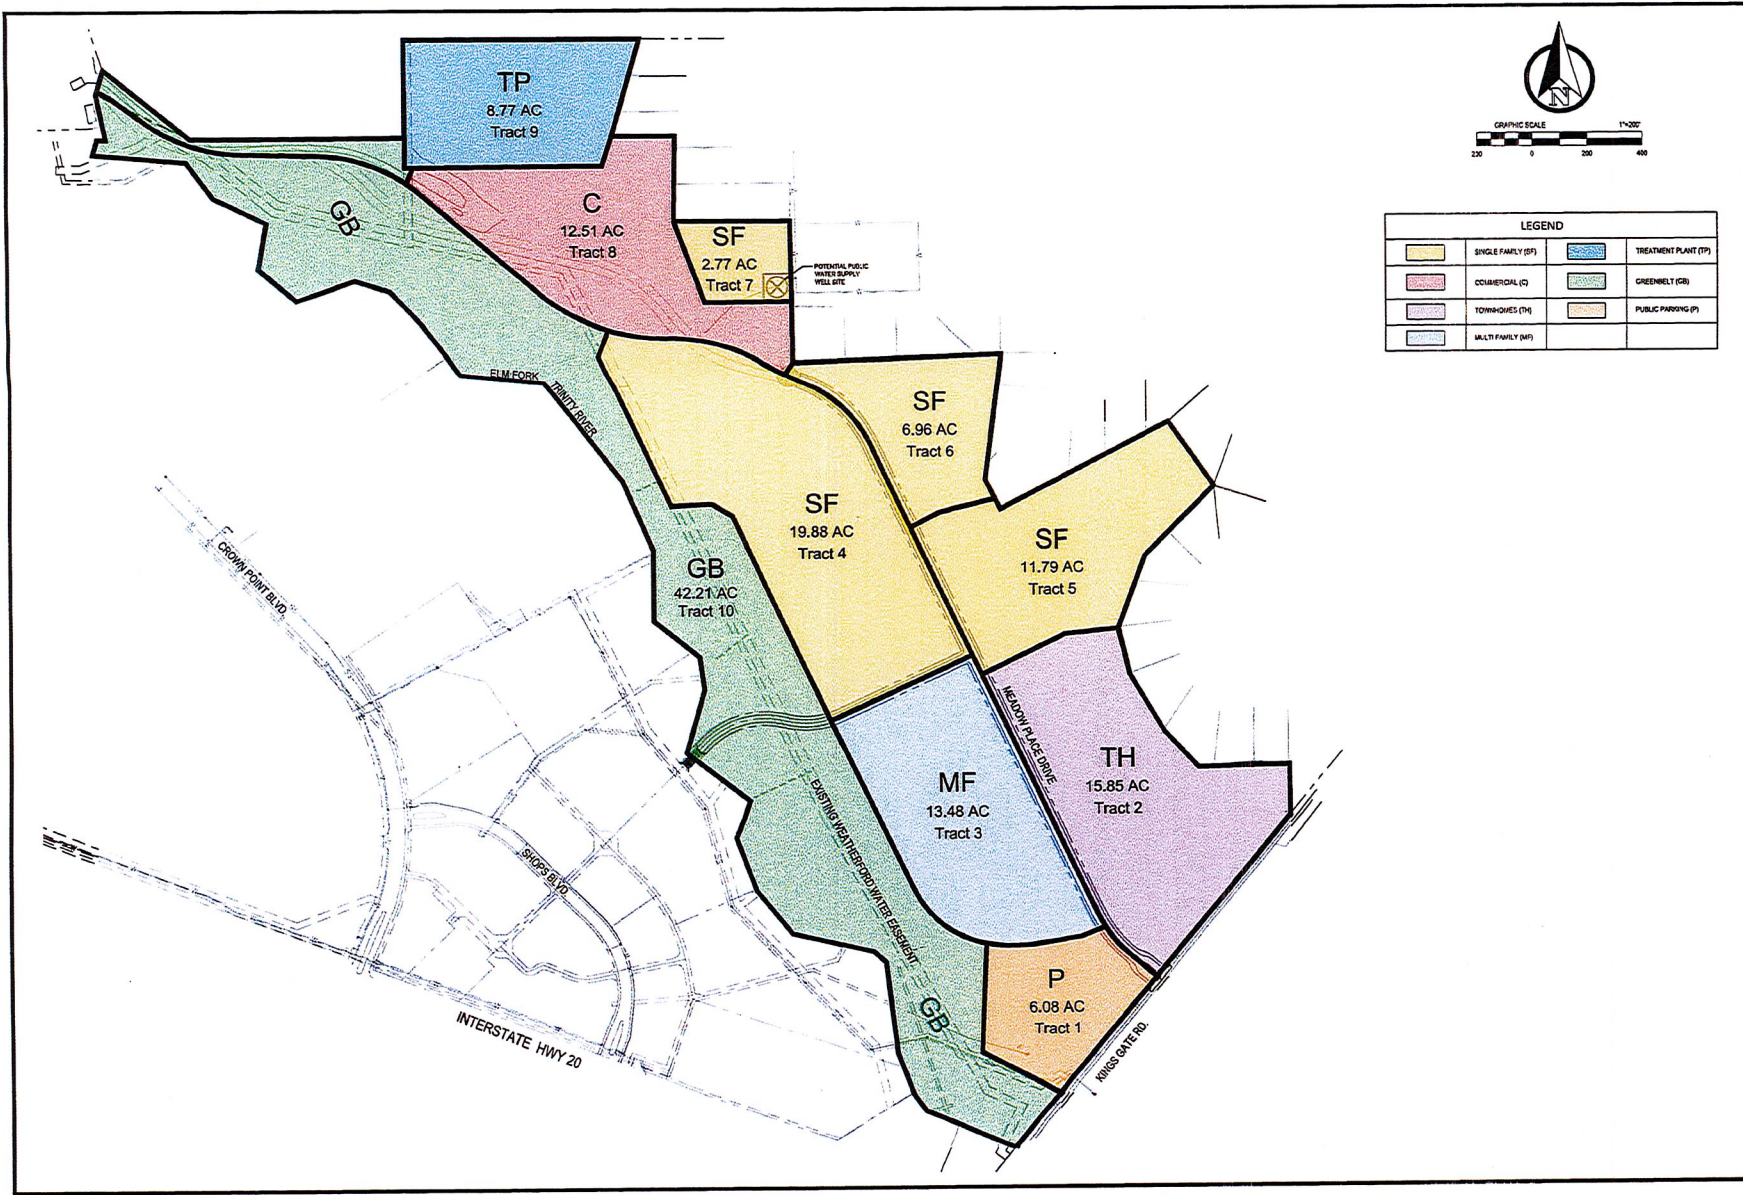 TP
8.77 AC
Tract 9
N
GRAPHIC SCALE 1"=200'
200 0 200 400
LEGEND
SINGLE FAMILY (SF) TREATMENT PLANT (TP)
COMMERCIAL (C) GREENBELT (GB)
TOWNHOMES (TH) PUBLIC PARKING (P)
MULTI FAMILY (MF)
GB
C
12.51 AC
Tract 8
SF
2.77 AC
Tract 7
POTENTIAL PUBLIC
WATER SUPPLY
WELL SITE
ELM FORK TRINITY RIVER
SF
6.96 AC
Tract 6
SF
19.88 AC
Tract 4
SF
11.79 AC
Tract 5
CROWN POINT BLVD.
GB
42.21 AC
Tract 10
MEADOW PLACE DRIVE
TH
15.85 AC
Tract 2
MF
13.48 AC
Tract 3
EXISTING WEATHERFORD WATER EASEMENT
SHOPS BLVD.
P
6.08 AC
Tract 1
GB
INTERSTATE HWY 20
KINGS GATE RD.